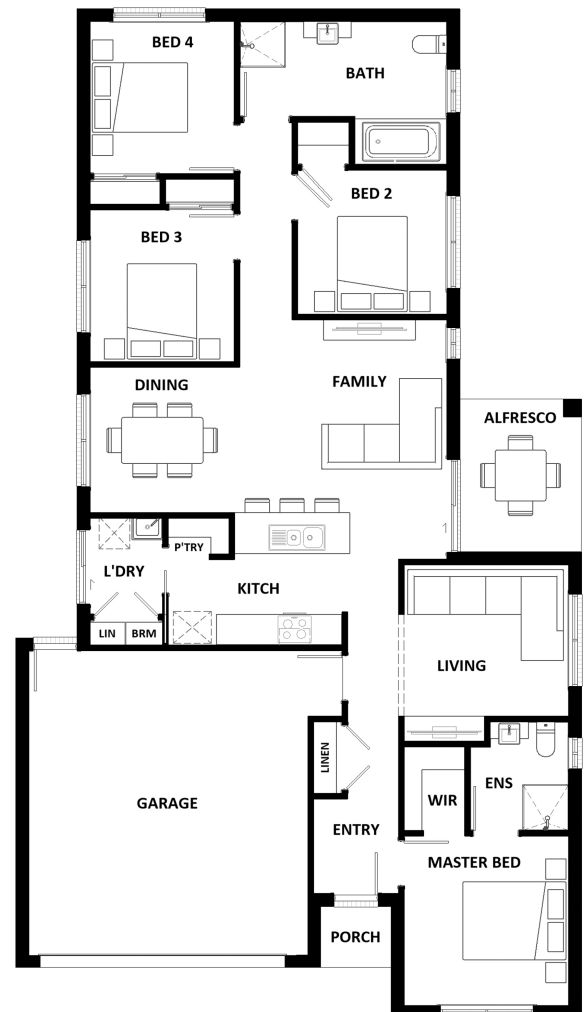 BED 4
BATH
BED 2
BED 3
DINING
FAMILY
ALFRESCO
P'TRY
L'DRY
KITCH
LIN
BRM
LIVING
LINEN
GARAGE
ENTRY
WIR
ENS
MASTER BED
PORCH